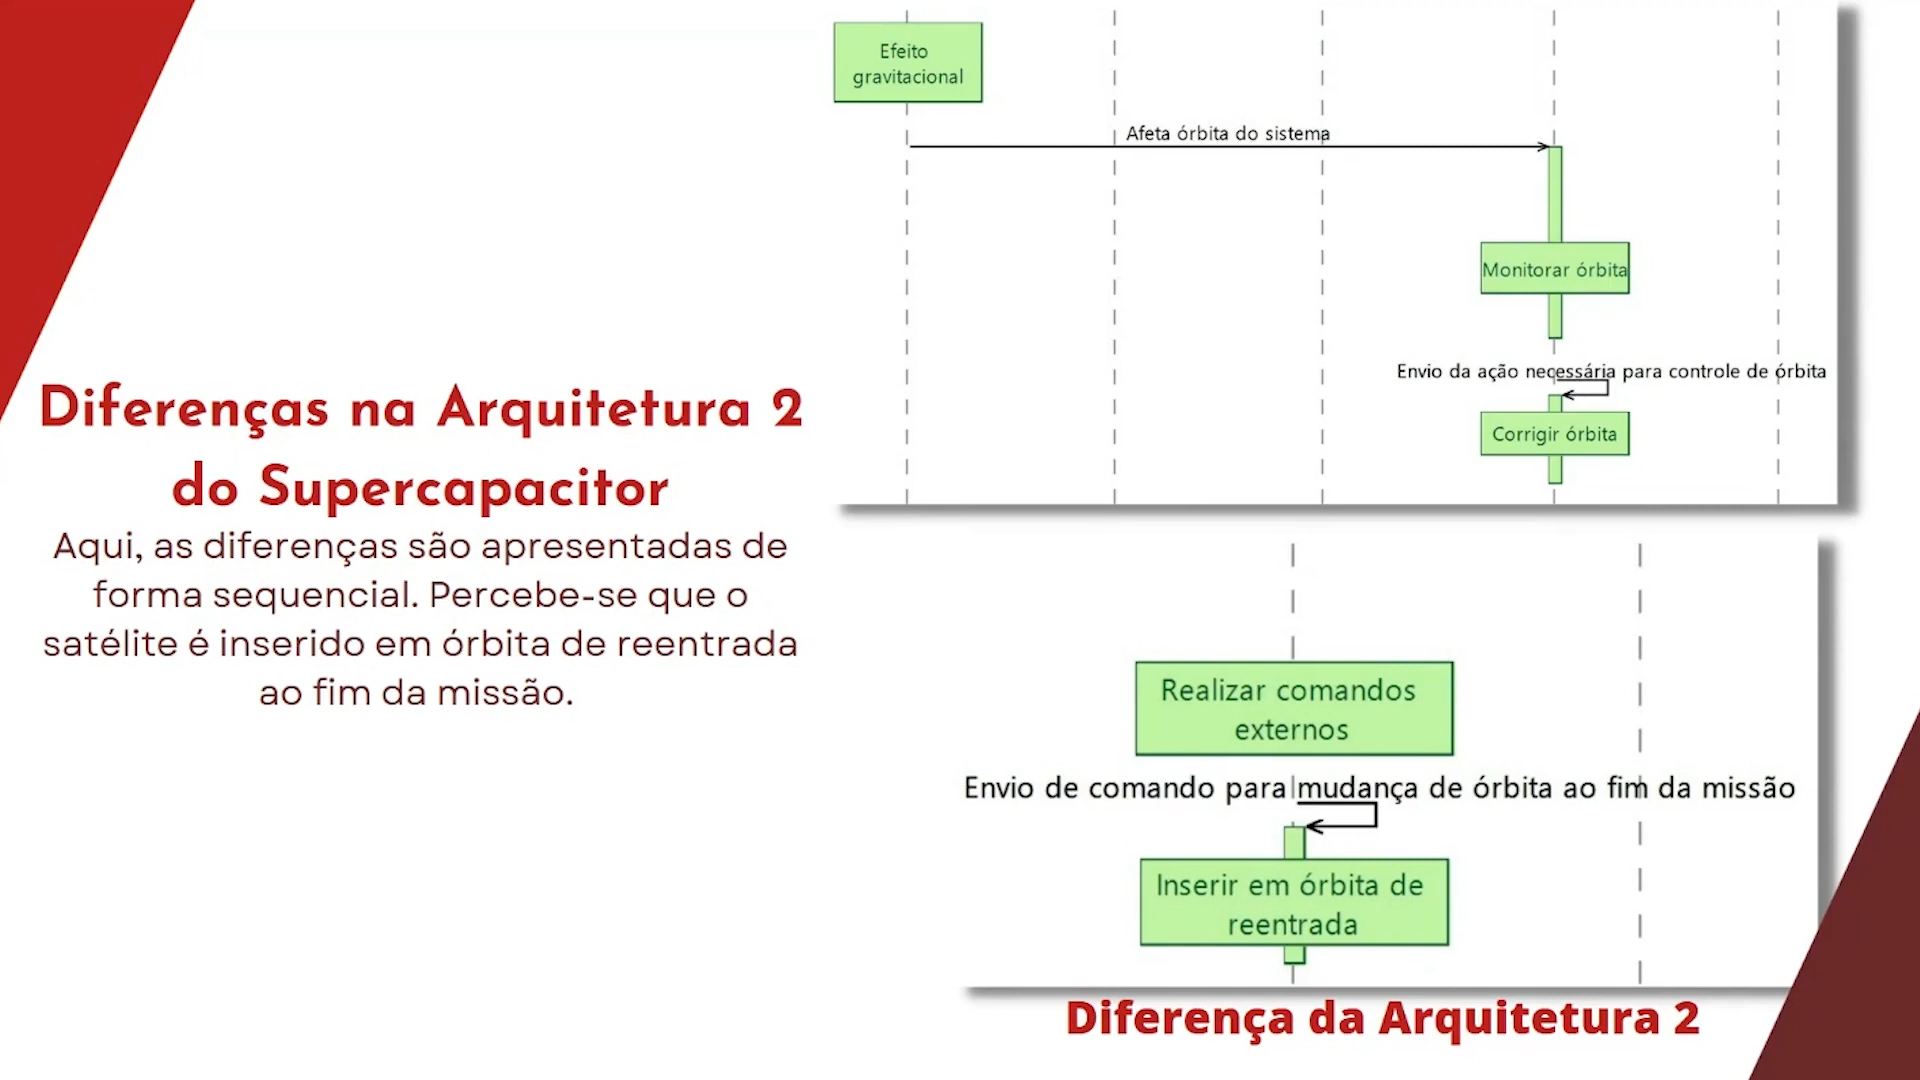 Diferenças na Arquitetura 2
do Supercapacitor
Aqui, as diferenças são apresentadas de
forma sequencial. Percebe-se que o
satélite é inserido em órbita de reentrada
ao fim da missão.
Efeito
gravitacional
Afeta órbita do sistema
Monitorar órbita
Envio da ação necessária para controle de órbita
Corrigir órbita
Realizar comandos
externos
Envio de comando para mudança de órbita ao fim da missão
Inserir em órbita de
reentrada
Diferença da Arquitetura 2